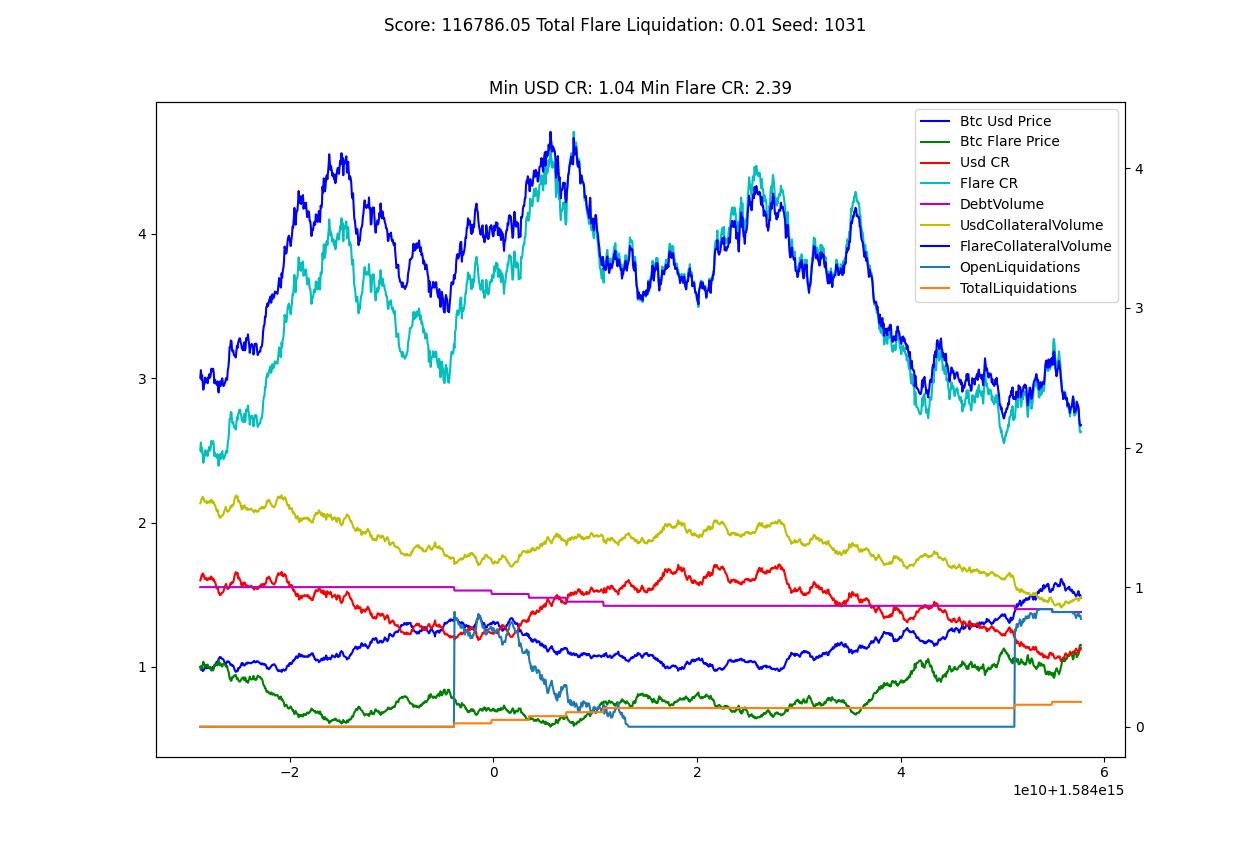 Score: 116786.05 Total Flare Liquidation: 0.01 Seed: 1031
Min USD CR: 1.04 Min Flare CR: 2.39
Btc Usd Price
Btc Flare Price
Usd CR
Flare CR
DebtVolume
UsdCollateralVolume
FlareCollateralVolume
OpenLiquidations
TotalLiquidations
4
3
2
1
4
3
2
1
0
−2 0 2 4 6
1e10+1.584e15